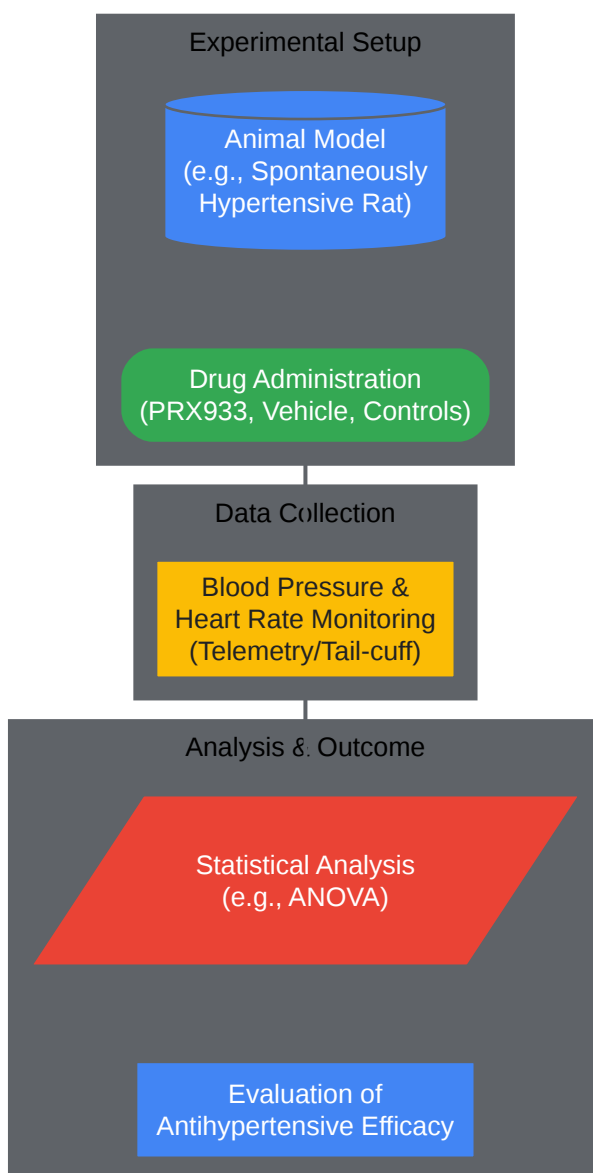 Experimental Setup
Animal Model
(e.g., Spontaneously
Hypertensive Rat)
Drug Administration
(PRX933, Vehicle, Controls)
Data Collection
Blood Pressure &
Heart Rate Monitoring
(Telemetry/Tail-cuff)
Analysis & Outcome
Statistical Analysis
(e.g., ANOVA)
Evaluation of
Antihypertensive Efficacy